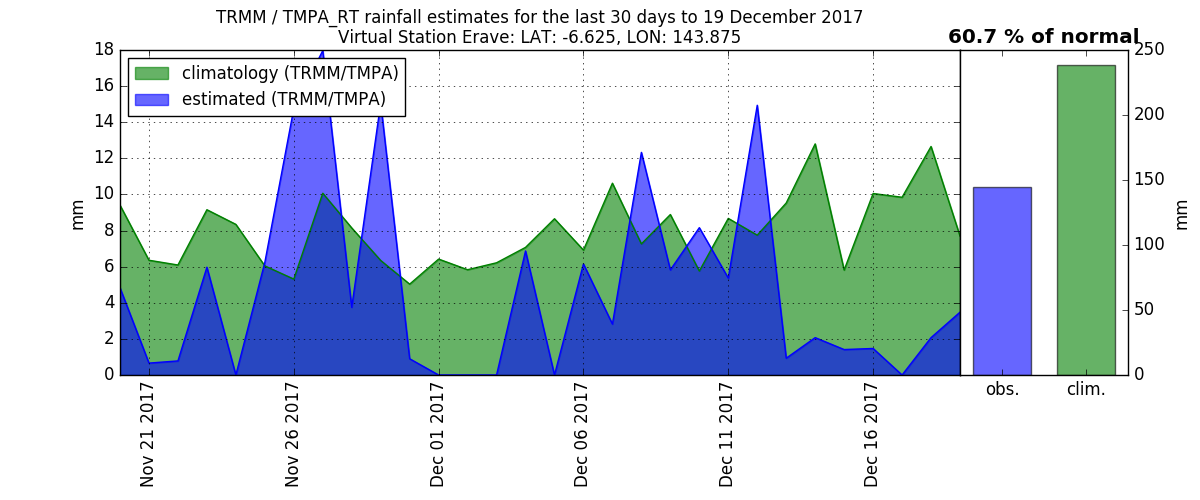 TRMM / TMPA_RT rainfall estimates for the last 30 days to 19 December 2017
Virtual Station Erave: LAT: -6.625, LON: 143.875
60.7 % of normal
climatology (TRMM/TMPA)
estimated (TRMM/TMPA)
mm
18
16
14
12
10
8
6
4
2
0
Nov 21 2017
Nov 26 2017
Dec 01 2017
Dec 06 2017
Dec 11 2017
Dec 16 2017
obs.
clim.
250
200
150
100
50
0
mm